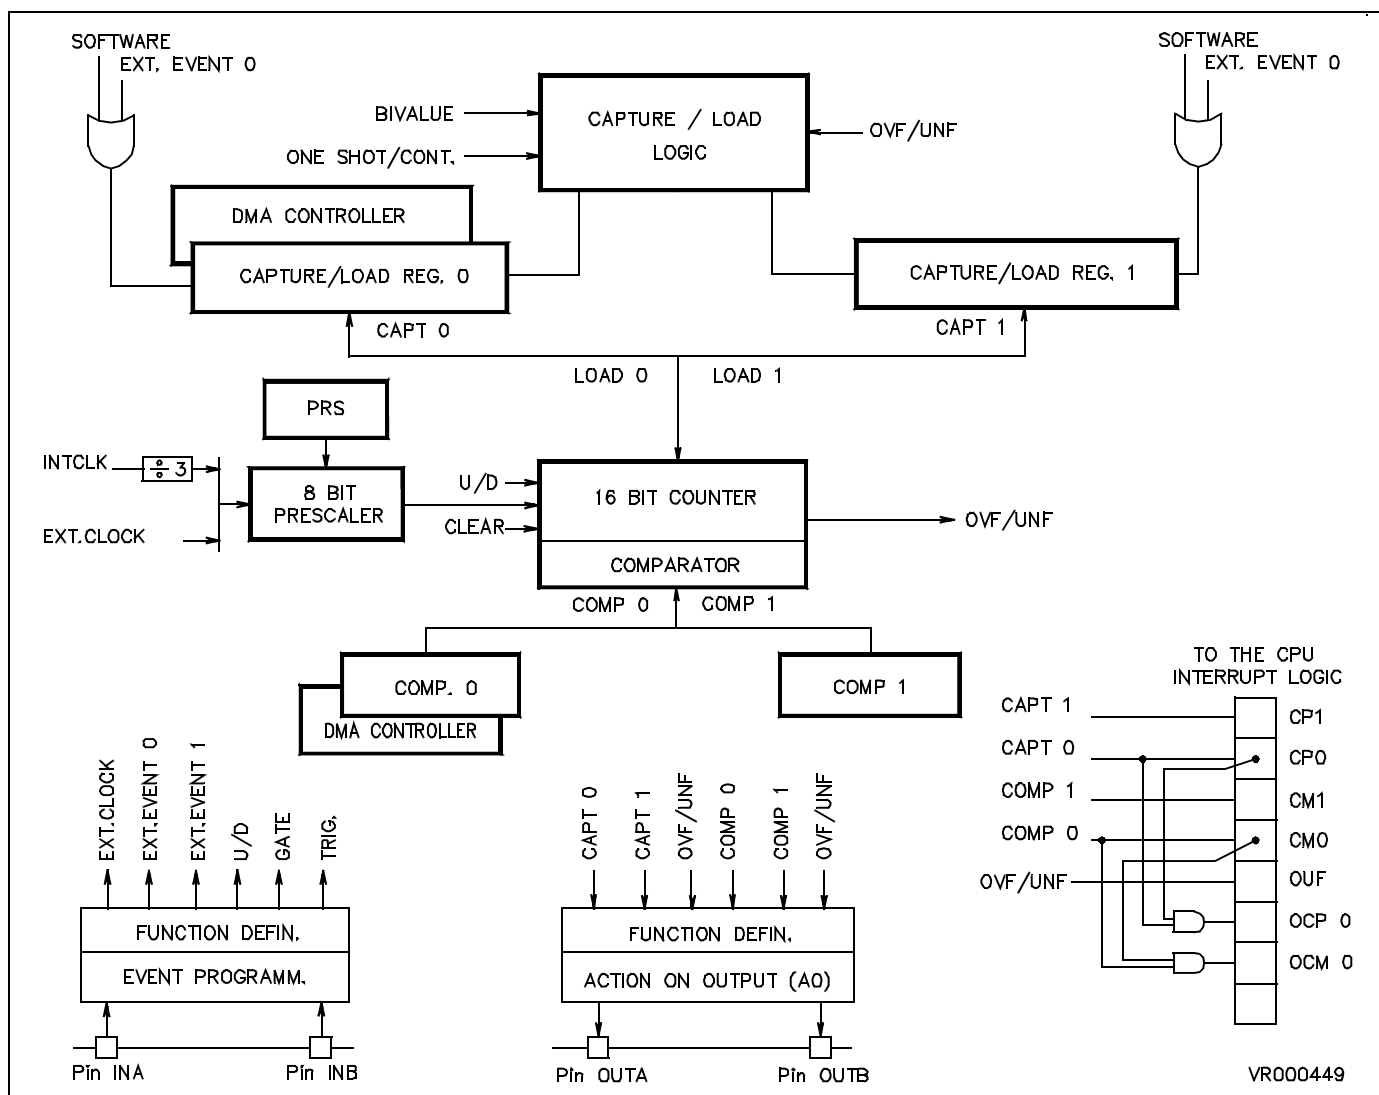 SOFTWARE
EXT. EVENT 0
SOFTWARE
EXT. EVENT 0
BIVALUE
ONE SHOT/CONT.
CAPTURE / LOAD
LOGIC
OVF/UNF
DMA CONTROLLER
CAPTURE/LOAD REG. 0
CAPTURE/LOAD REG. 1
CAPT 0
CAPT 1
LOAD 0
LOAD 1
PRS
INTCLK
÷ 3
8 BIT
PRESCALER
EXT.CLOCK
U/D
CLEAR
16 BIT COUNTER
COMPARATOR
OVF/UNF
COMP 0
COMP 1
COMP. 0
DMA CONTROLLER
COMP 1
TO THE CPU
INTERRUPT LOGIC
CAPT 1
CP1
CAPT 0
CP0
COMP 1
CM1
COMP 0
CM0
OVF/UNF
OUF
OCP 0
OCM 0
EXT.CLOCK
EXT.EVENT 0
EXT.EVENT 1
U/D
GATE
TRIG.
FUNCTION DEFIN.
EVENT PROGRAMM.
Pin INA
Pin INB
CAPT 0
CAPT 1
OVF/UNF
COMP 0
COMP 1
OVF/UNF
FUNCTION DEFIN.
ACTION ON OUTPUT (AO)
Pin OUTA
Pin OUTB
VR000449